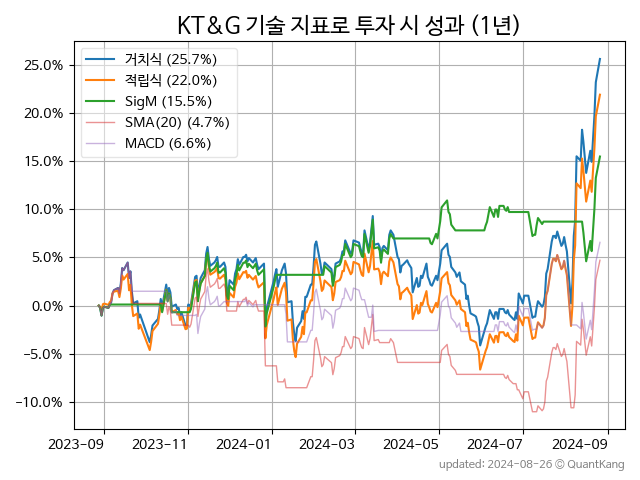 KT&G 기술 지표로 투자 시 성과 (1년)
거치식 (25.7%)
적립식 (22.0%)
SigM (15.5%)
SMA(20) (4.7%)
MACD (6.6%)
25.0%
20.0%
15.0%
10.0%
5.0%
0.0%
−5.0%
−10.0%
2023-09 2023-11 2024-01 2024-03 2024-05 2024-07 2024-09
updated: 2024-08-26 © QuantKang